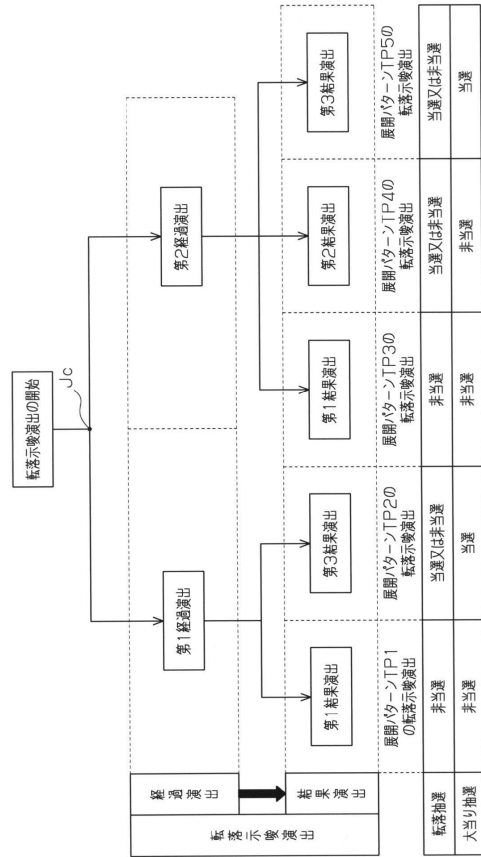 転落示唆演出の開始
Jc
転落示唆演出
経過演出
結果演出
第1経過演出
第2経過演出
第1結果演出
第3結果演出
第1結果演出
第2結果演出
第3結果演出
展開パターンTP1
の転落示唆演出
展開パターンTP2の
転落示唆演出
展開パターンTP3の
転落示唆演出
展開パターンTP4の
転落示唆演出
展開パターンTP5の
転落示唆演出
転落抽選
非当選
当選又は非当選
非当選
当選又は非当選
当選又は非当選
大当り抽選
非当選
当選
非当選
非当選
当選